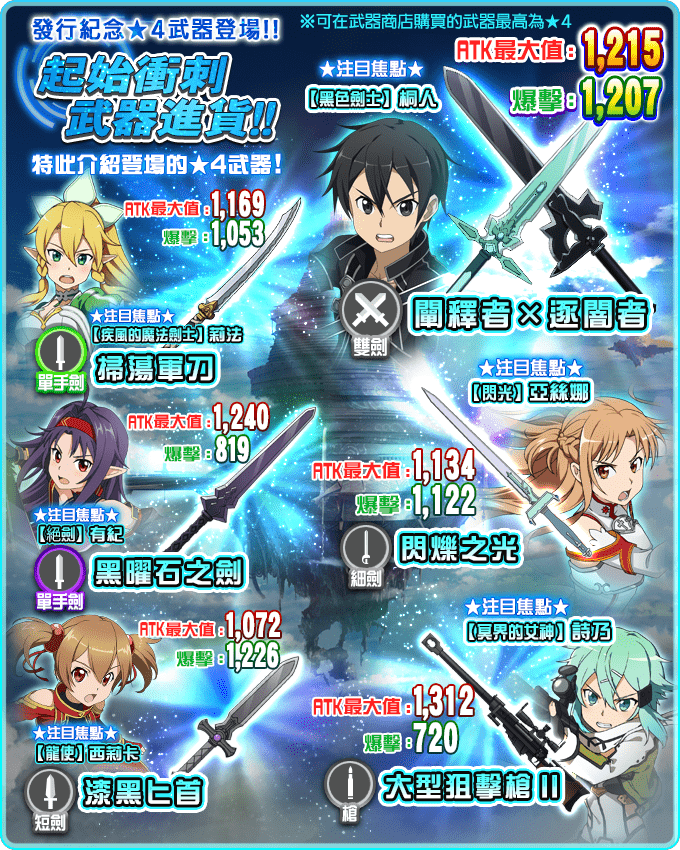 發行紀念★4武器登場!!
※可在武器商店購買的武器最高為★4
起始衝刺
武器進貨!!
特此介紹登場的★4武器!
★注目焦點★
【黑色劍士】桐人
ATK最大值:1,215
爆擊:1,207
雙劍
闡釋者×逐闇者
ATK最大值:1,169
爆擊:1,053
★注目焦點★
【疾風的魔法劍士】莉法
單手劍
掃蕩軍刀
★注目焦點★
【閃光】亞絲娜
ATK最大值:1,134
爆擊:1,122
細劍
閃爍之光
ATK最大值:1,240
爆擊:819
★注目焦點★
【絕劍】有紀
單手劍
黑曜石之劍
ATK最大值:1,072
爆擊:1,226
★注目焦點★
【龍使】西莉卡
短劍
漆黑匕首
★注目焦點★
【冥界的女神】詩乃
ATK最大值:1,312
爆擊:720
槍
大型狙擊槍II